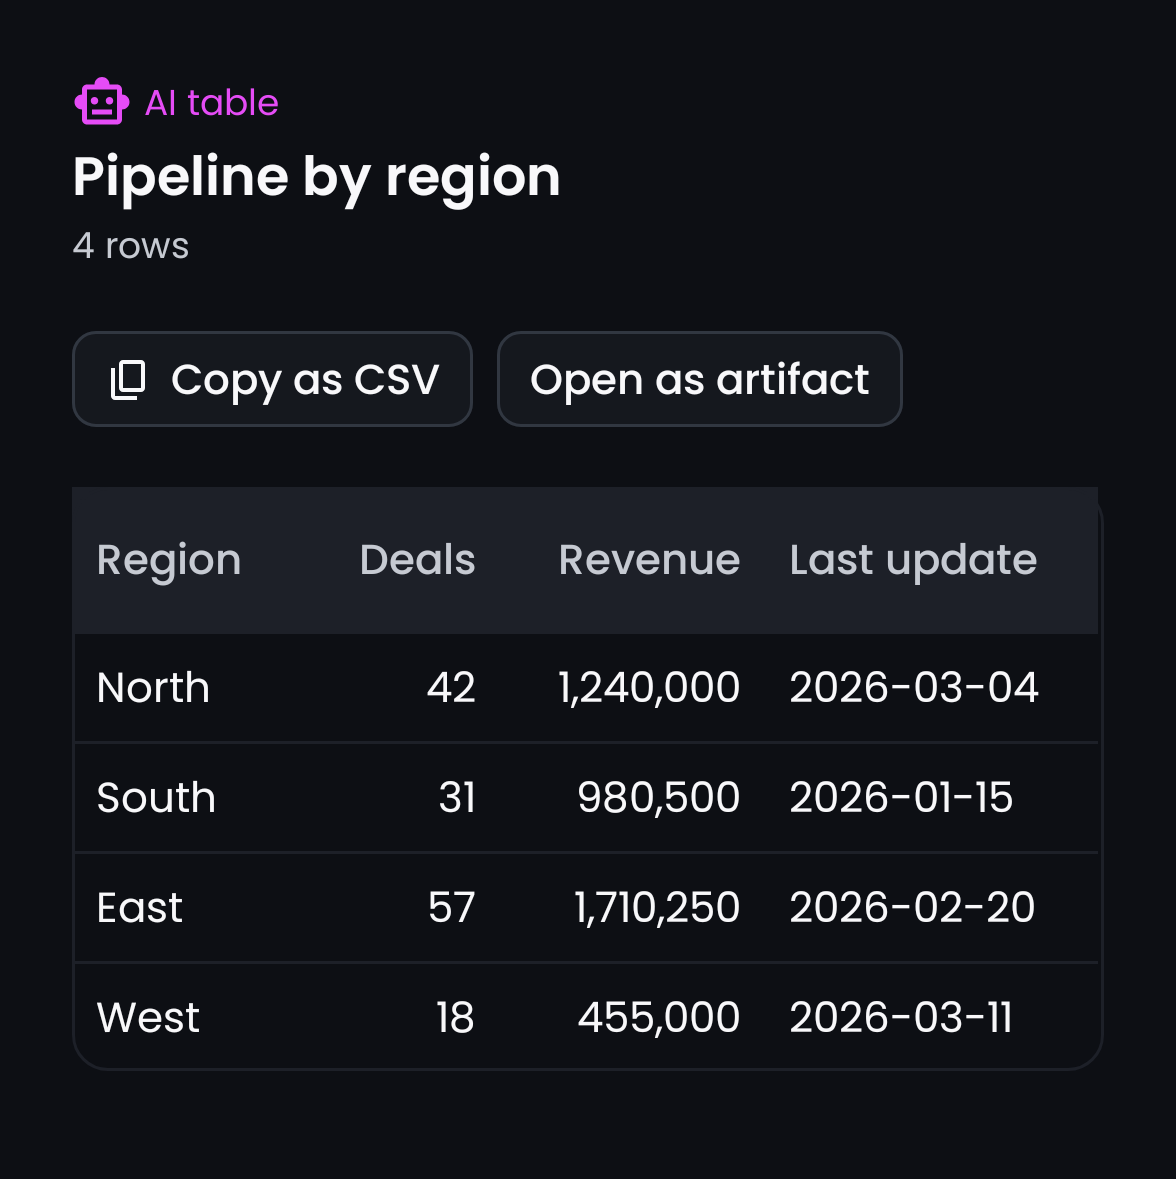 AI table
Pipeline by region
4 rows
Copy as CSV Open as artifact
Region Deals Revenue Last update
North 42 1,240,000 2026-03-04
South 31 980,500 2026-01-15
East 57 1,710,250 2026-02-20
West 18 455,000 2026-03-11